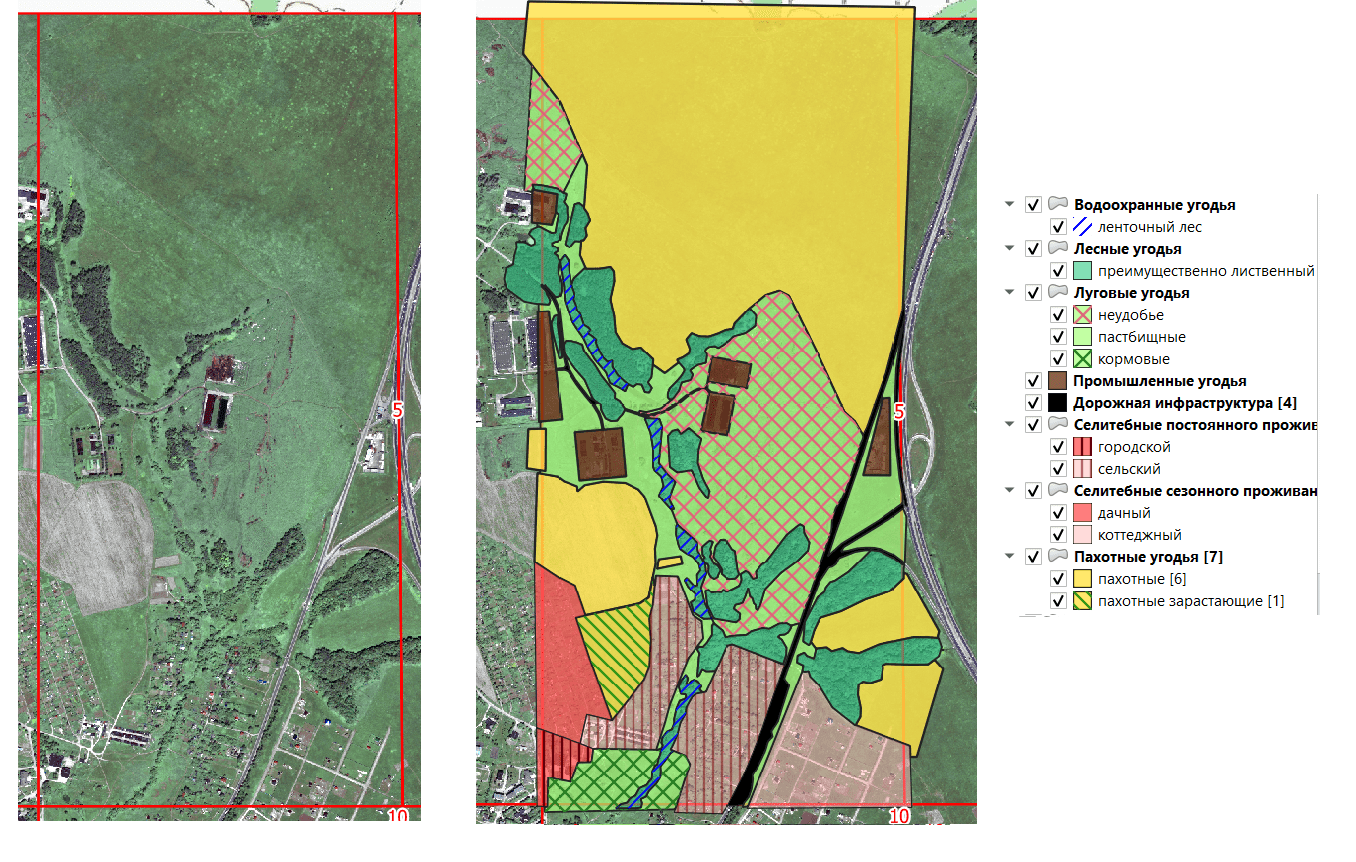 5
10
5
10
Водоохранные угодья
ленточный лес
Лесные угодья
преимущественно лиственный
Луговые угодья
неудобье
пастбищные
кормовые
Промышленные угодья
Дорожная инфраструктура [4]
Селитебные постоянного прожив
городской
сельский
Селитебные сезонного проживан
дачный
коттеджный
Пахотные угодья [7]
пахотные [6]
пахотные зарастающие [1]